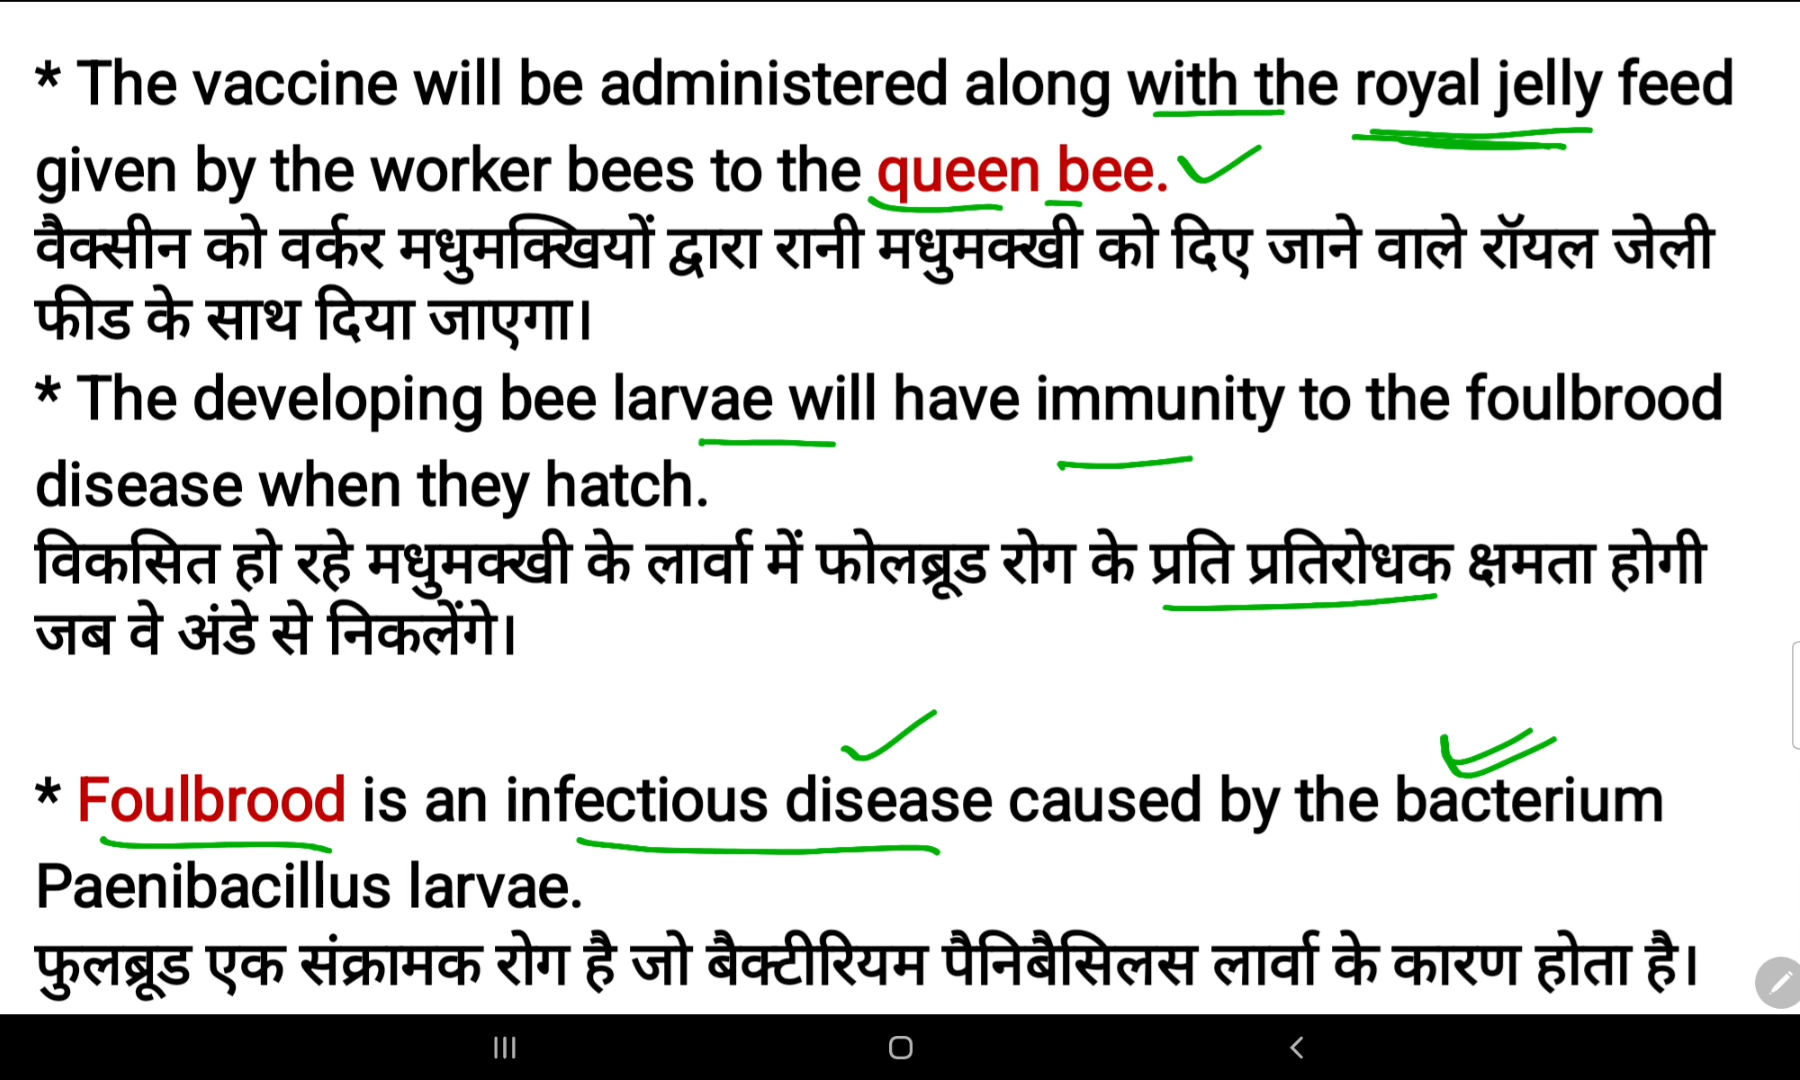 * The vaccine will be administered along with the royal jelly feed
given by the worker bees to the queen bee.
वैक्सीन को वर्कर मधुमक्खियों द्वारा रानी मधुमक्खी को दिए जाने वाले रॉयल जेली
फीड के साथ दिया जाएगा।
* The developing bee larvae will have immunity to the foulbrood
disease when they hatch.
विकसित हो रहे मधुमक्खी के लार्वा में फोलब्रूड रोग के प्रति प्रतिरोधक क्षमता होगी
जब वे अंडे से निकलेंगे।
* Foulbrood is an infectious disease caused by the bacterium
Paenibacillus larvae.
फुलब्रूड एक संक्रामक रोग है जो बैक्टीरियम पैनिबैसिलस लार्वा के कारण होता है।